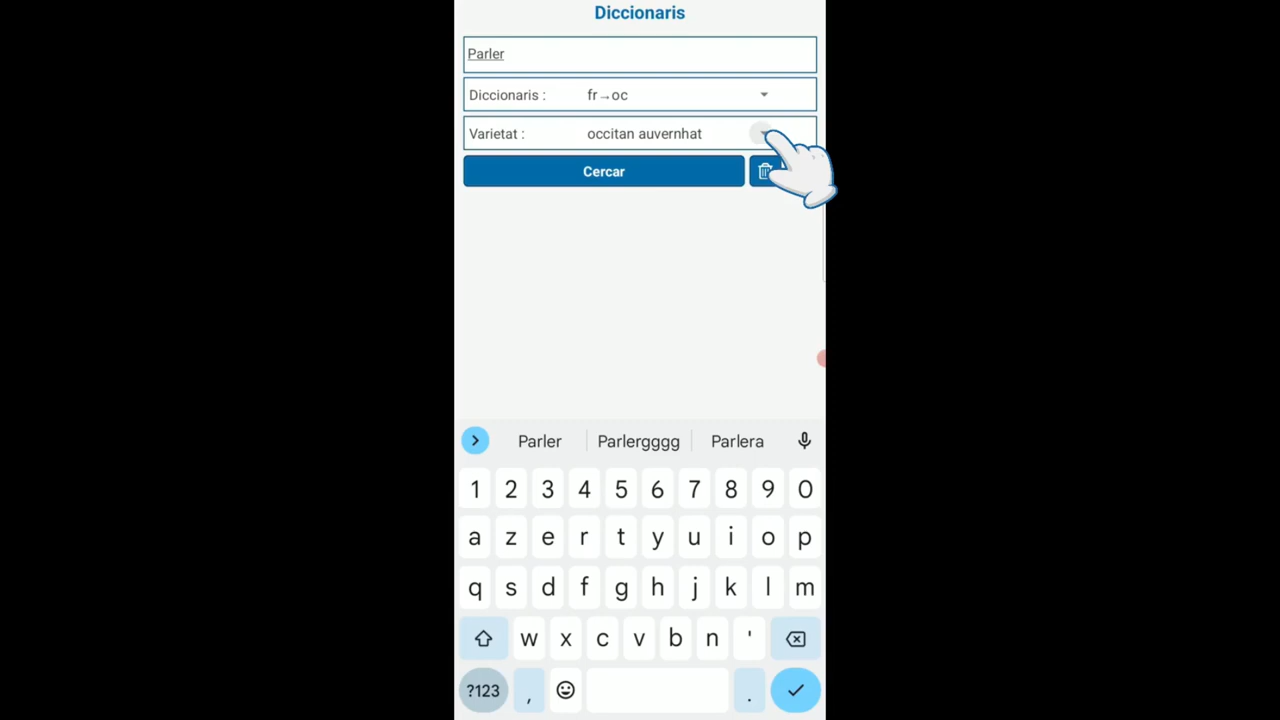 Diccionaris
Parler
Diccionaris : fr→oc
Varietat : occitan auvernhat
Cercar
Parler Parlergggg Parlera
1 2 3 4 5 6 7 8 9 0
a z e r t y u i o p
q s d f g h j k l m
w x c v b n '
?123 , .